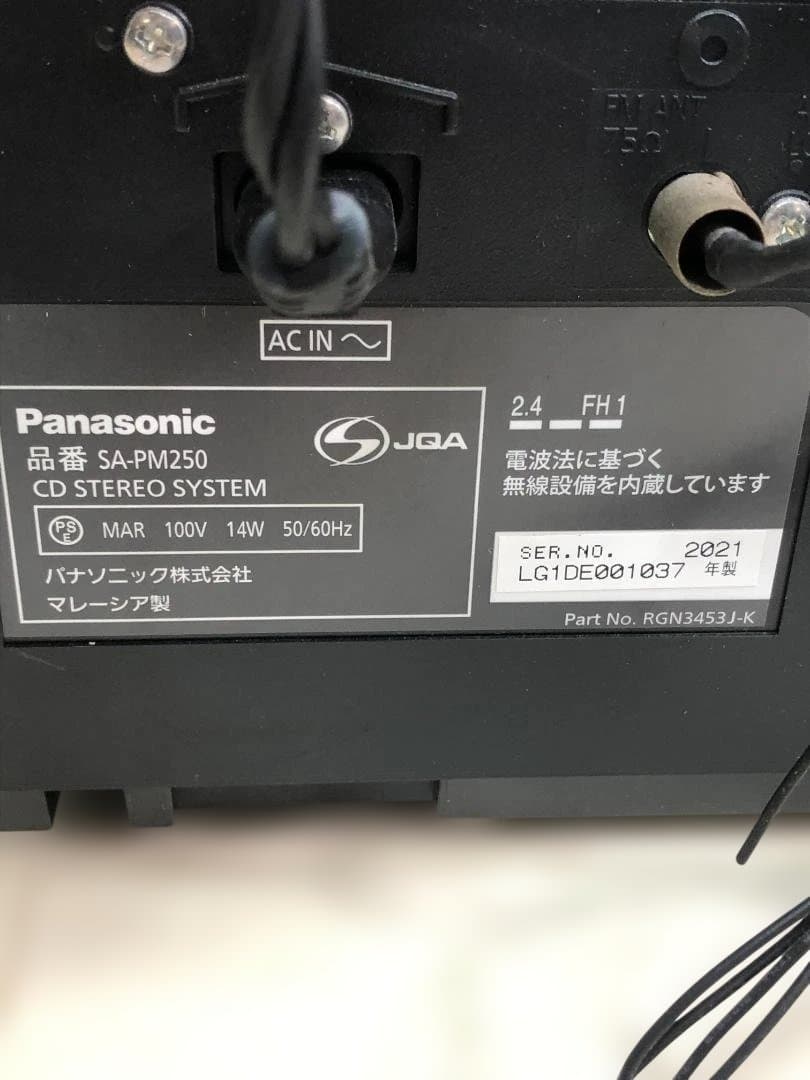 FM ANT
75Ω
AC IN
Panasonic
JQA
品番 SA-PM250
CD STEREO SYSTEM
PS
E
MAR 100V 14W 50/60Hz
パナソニック株式会社
マレーシア製
2.4 FH 1
電波法に基づく
無線設備を内蔵しています
SER.NO. 2021
LG1DE001037 年製
Part No. RGN3453J-K